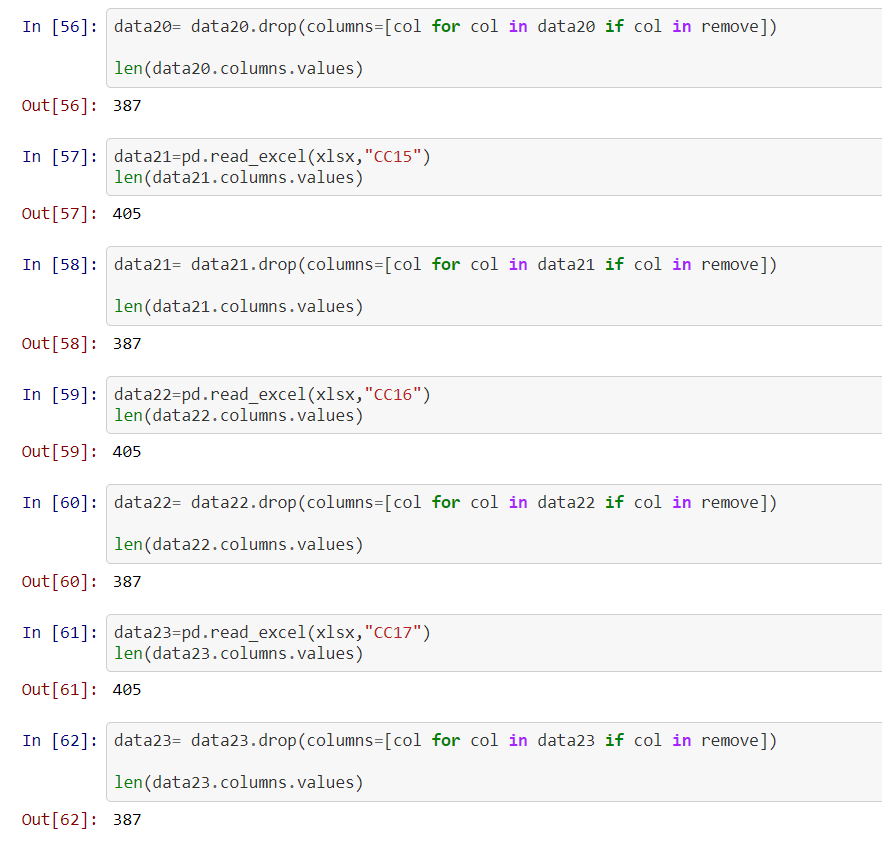 In [56]: data20= data20.drop(columns=[col for col in data20 if col in remove])
len(data20.columns.values)
Out[56]: 387
In [57]: data21=pd.read_excel(xlsx,"CC15")
len(data21.columns.values)
Out[57]: 405
In [58]: data21= data21.drop(columns=[col for col in data21 if col in remove])
len(data21.columns.values)
Out[58]: 387
In [59]: data22=pd.read_excel(xlsx,"CC16")
len(data22.columns.values)
Out[59]: 405
In [60]: data22= data22.drop(columns=[col for col in data22 if col in remove])
len(data22.columns.values)
Out[60]: 387
In [61]: data23=pd.read_excel(xlsx,"CC17")
len(data23.columns.values)
Out[61]: 405
In [62]: data23= data23.drop(columns=[col for col in data23 if col in remove])
len(data23.columns.values)
Out[62]: 387